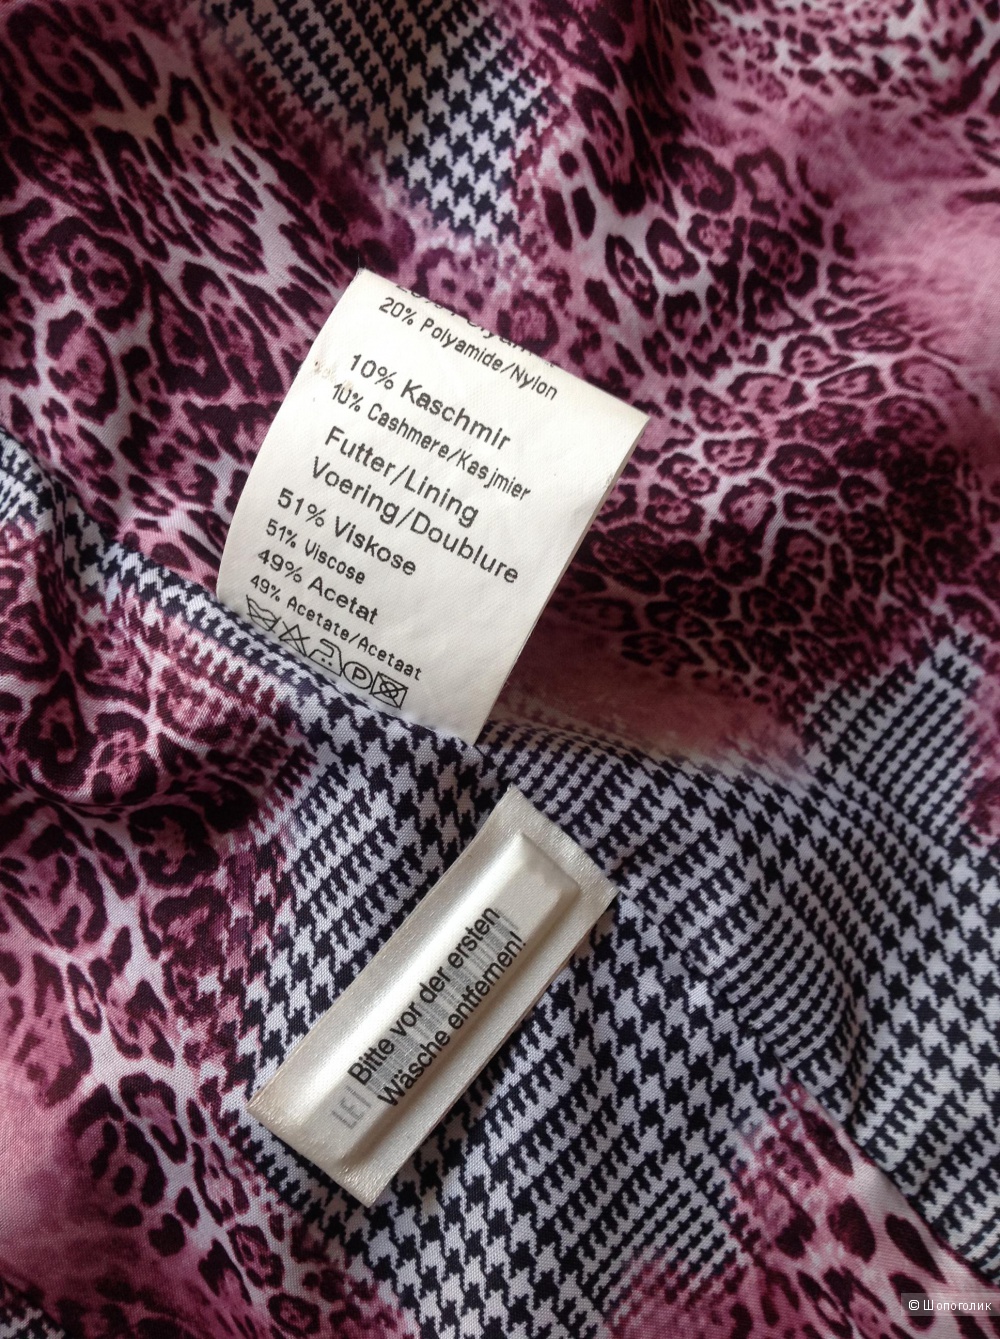 20% Polyamide/Nylon
10% Kaschmir
10% Cashmere/Kasjmier
Futter/Lining
Voering/Doublure
51% Viskose
51% Viscose
49% Acetat
49% Acetate/Acetaat
P
Bitte vor der ersten
Wäsche entfernen!
© Шопоголик